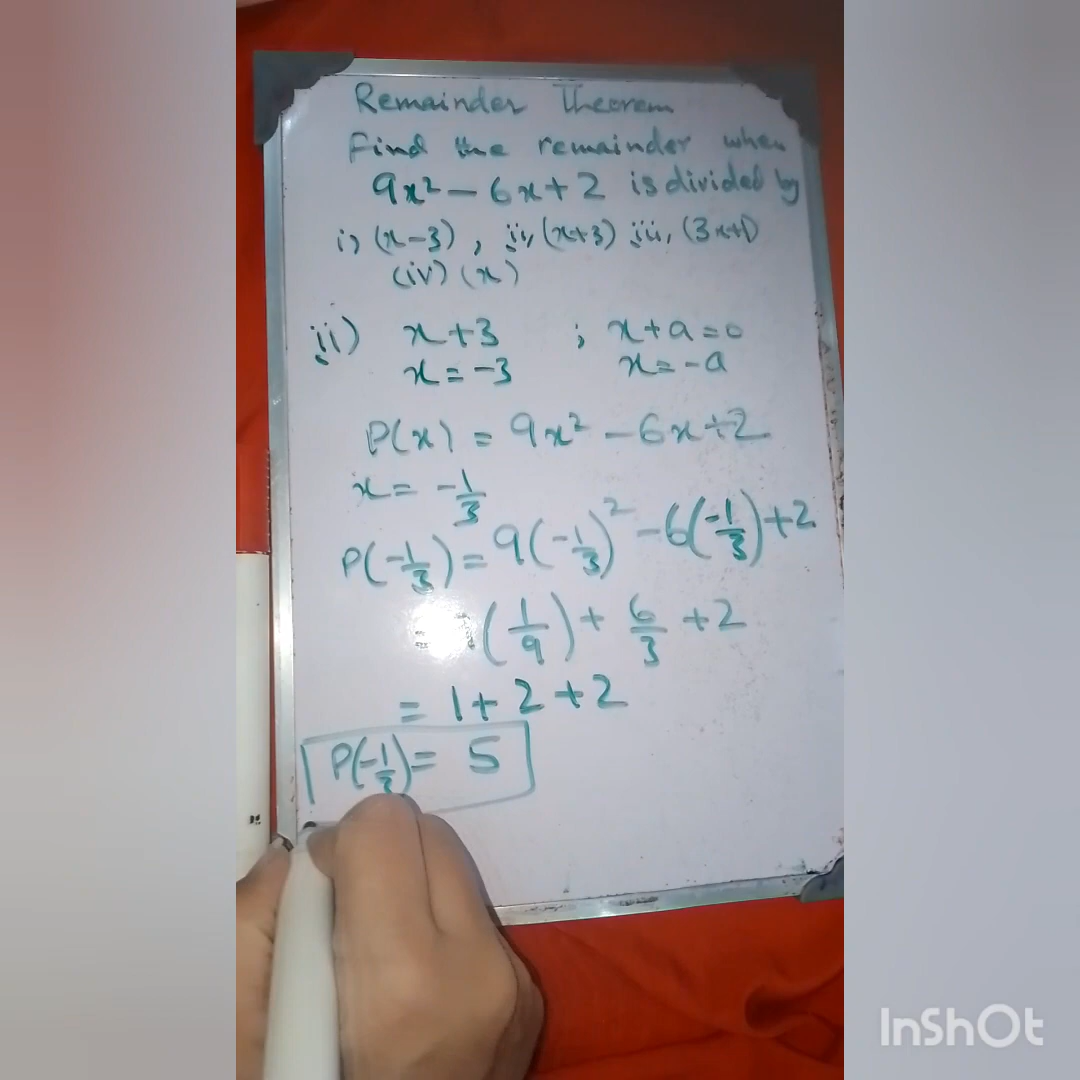 Remainder Theorem
Find the remainder when
9x² - 6x + 2 is divided by
i, (x-3) , ii, (x+3) iii, (3x+1)
(iv) (x)
ii) x + 3 ; x + a = 0
x = -3 x = -a
P(x) = 9x² - 6x + 2
x = -1/3
P(-1/3) = 9(-1/3)² - 6(-1/3) + 2
= (1/9) + 6/3 + 2
= 1 + 2 + 2
P(-1/3) = 5
InShOt